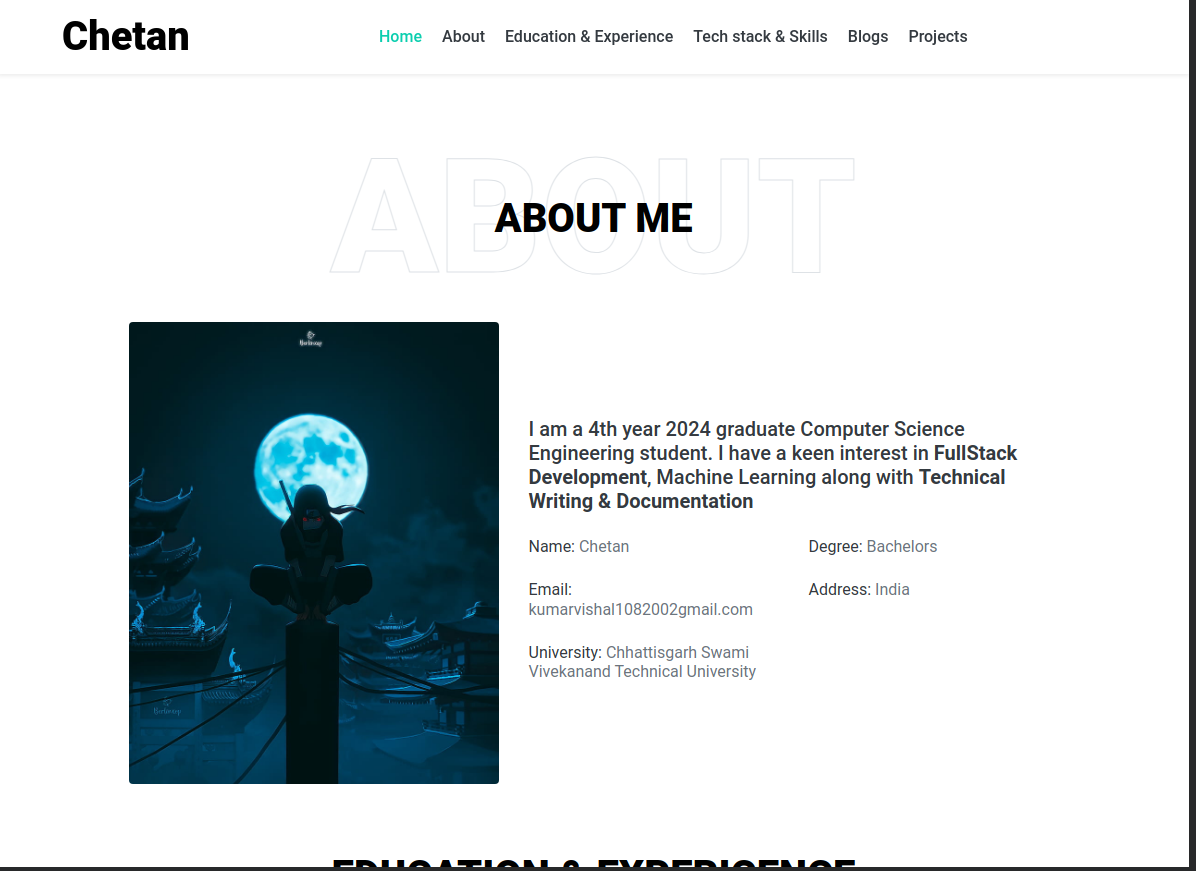 Chetan
Home About Education & Experience Tech stack & Skills Blogs Projects
ABOUT
ABOUT ME
I am a 4th year 2024 graduate Computer Science
Engineering student. I have a keen interest in FullStack
Development, Machine Learning along with Technical
Writing & Documentation
Name: Chetan
Degree: Bachelors
Email:
kumarvishal1082002gmail.com
Address: India
University: Chhattisgarh Swami
Vivekanand Technical University
EDUCATION & EXPERICENCE